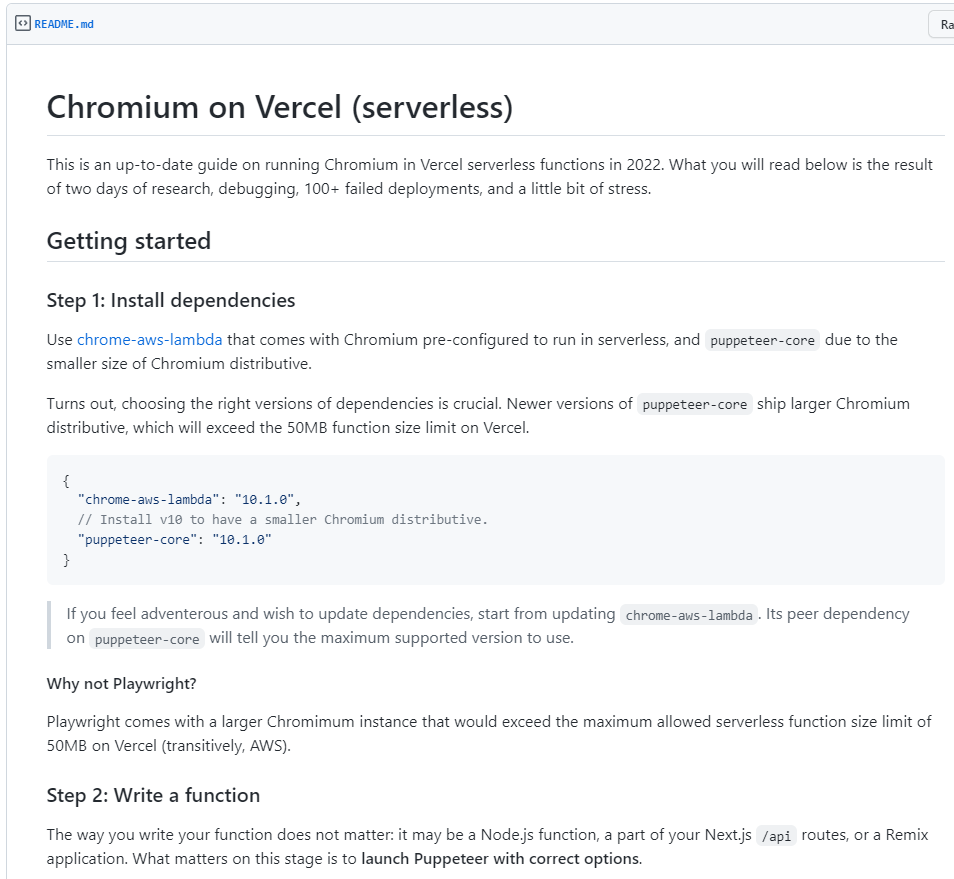 README.md
Ra
Chromium on Vercel (serverless)
This is an up-to-date guide on running Chromium in Vercel serverless functions in 2022. What you will read below is the result
of two days of research, debugging, 100+ failed deployments, and a little bit of stress.
Getting started
Step 1: Install dependencies
Use chrome-aws-lambda that comes with Chromium pre-configured to run in serverless, and puppeteer-core due to the
smaller size of Chromium distributive.
Turns out, choosing the right versions of dependencies is crucial. Newer versions of puppeteer-core ship larger Chromium
distributive, which will exceed the 50MB function size limit on Vercel.
{
"chrome-aws-lambda": "10.1.0",
// Install v10 to have a smaller Chromium distributive.
"puppeteer-core": "10.1.0"
}
If you feel adventerous and wish to update dependencies, start from updating chrome-aws-lambda. Its peer dependency
on puppeteer-core will tell you the maximum supported version to use.
Why not Playwright?
Playwright comes with a larger Chromimum instance that would exceed the maximum allowed serverless function size limit of
50MB on Vercel (transitively, AWS).
Step 2: Write a function
The way you write your function does not matter: it may be a Node.js function, a part of your Next.js /api routes, or a Remix
application. What matters on this stage is to launch Puppeteer with correct options.